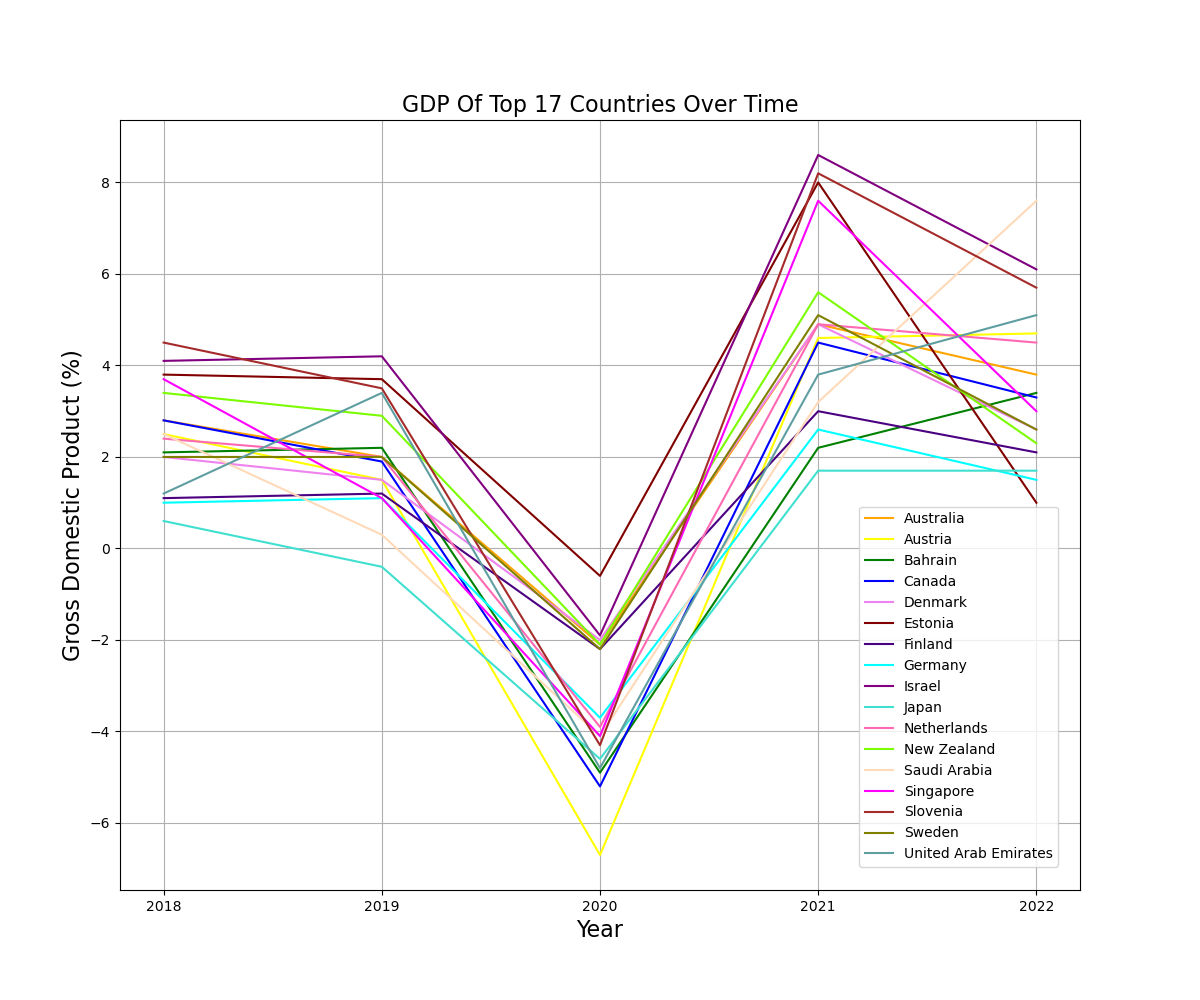 GDP Of Top 17 Countries Over Time
Gross Domestic Product (%)
8
6
4
2
0
−2
−4
−6
2018 2019 2020 2021 2022
Year
Australia
Austria
Bahrain
Canada
Denmark
Estonia
Finland
Germany
Israel
Japan
Netherlands
New Zealand
Saudi Arabia
Singapore
Slovenia
Sweden
United Arab Emirates